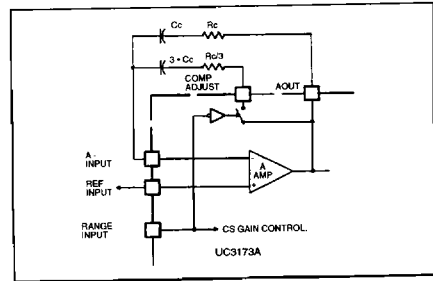 Cc Rc
3 • Cc Rc/3
COMP
ADJUST
AOUT
A -
INPUT
A
AMP
REF
INPUT
RANGE
INPUT
CS GAIN CONTROL.
UC3173A